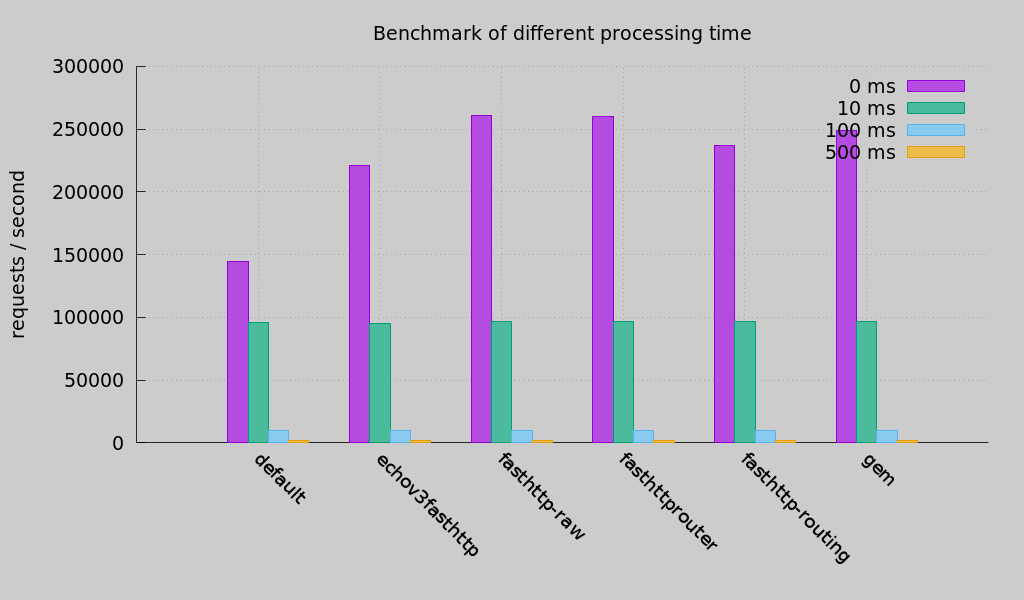 Benchmark of different processing time
requests / second
300000
250000
200000
150000
100000
50000
0
0 ms
10 ms
100 ms
500 ms
default
echov3fasthttp
fasthttp-raw
fasthttprouter
fasthttp-routing
gem